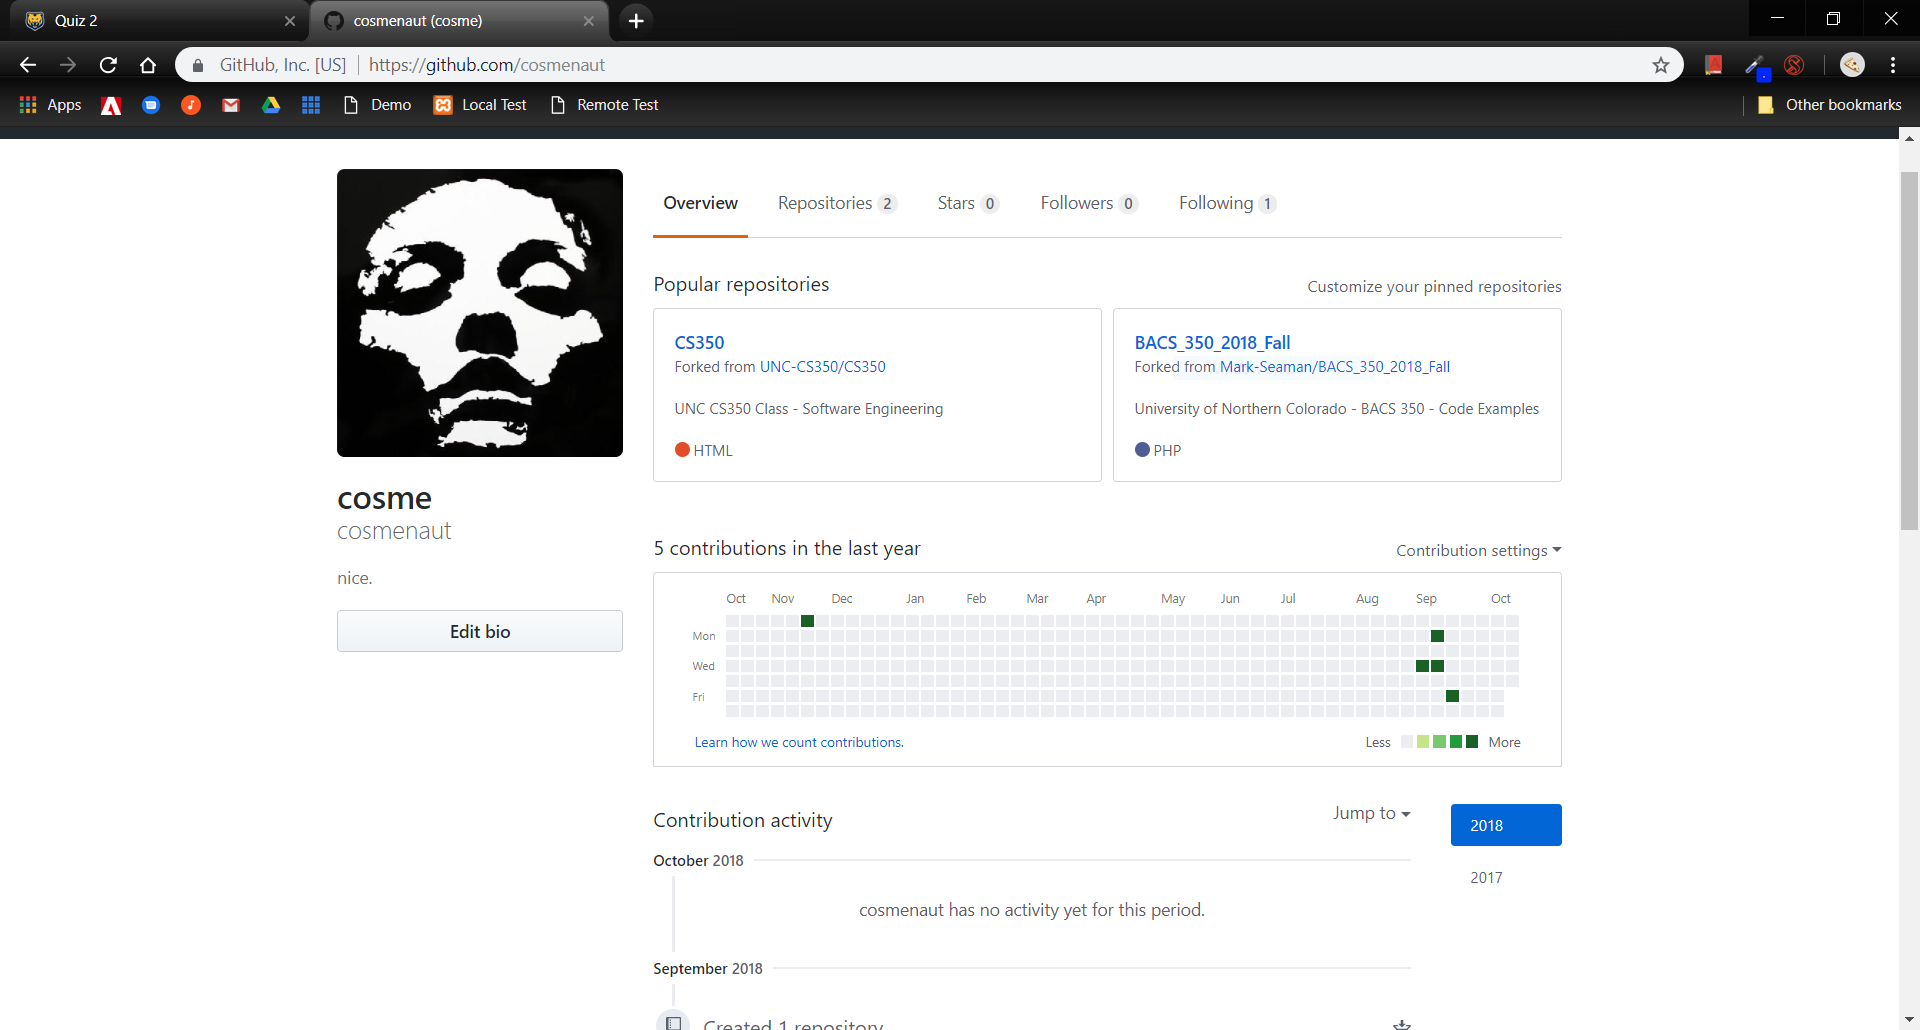 Quiz 2
cosmenaut (cosme)
GitHub, Inc. [US] https://github.com/cosmenaut
Apps Demo Local Test Remote Test Other bookmarks
Overview Repositories 2 Stars 0 Followers 0 Following 1
Popular repositories Customize your pinned repositories
CS350
Forked from UNC-CS350/CS350
UNC CS350 Class - Software Engineering
HTML
BACS_350_2018_Fall
Forked from Mark-Seaman/BACS_350_2018_Fall
University of Northern Colorado - BACS 350 - Code Examples
PHP
cosme
cosmenaut
nice.
Edit bio
5 contributions in the last year Contribution settings
Oct Nov Dec Jan Feb Mar Apr May Jun Jul Aug Sep Oct
Mon
Wed
Fri
Learn how we count contributions. Less More
Contribution activity Jump to 2018
2017
October 2018
cosmenaut has no activity yet for this period.
September 2018
Created 1 repository